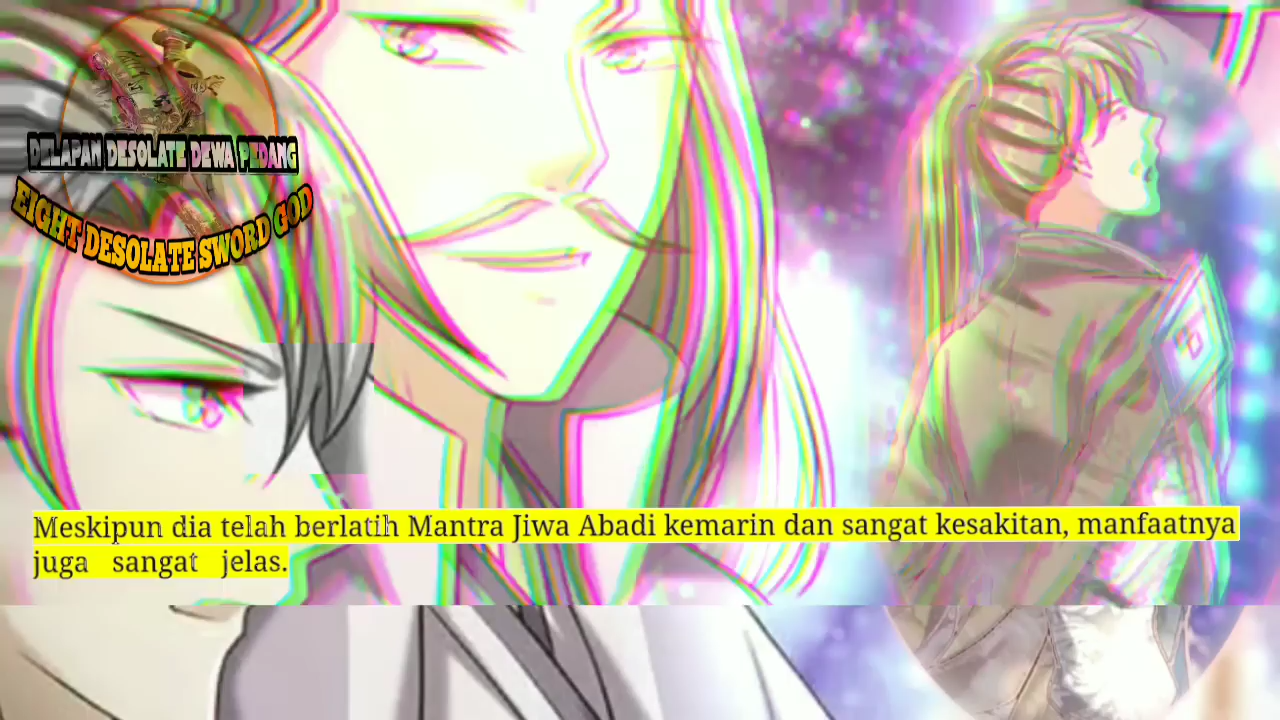 DELAPAN DESOLATE DEWA PEDANG
EIGHT DESOLATE SWORD GOD
Meskipun dia telah berlatih Mantra Jiwa Abadi kemarin dan sangat kesakitan, manfaatnya
juga sangat jelas.